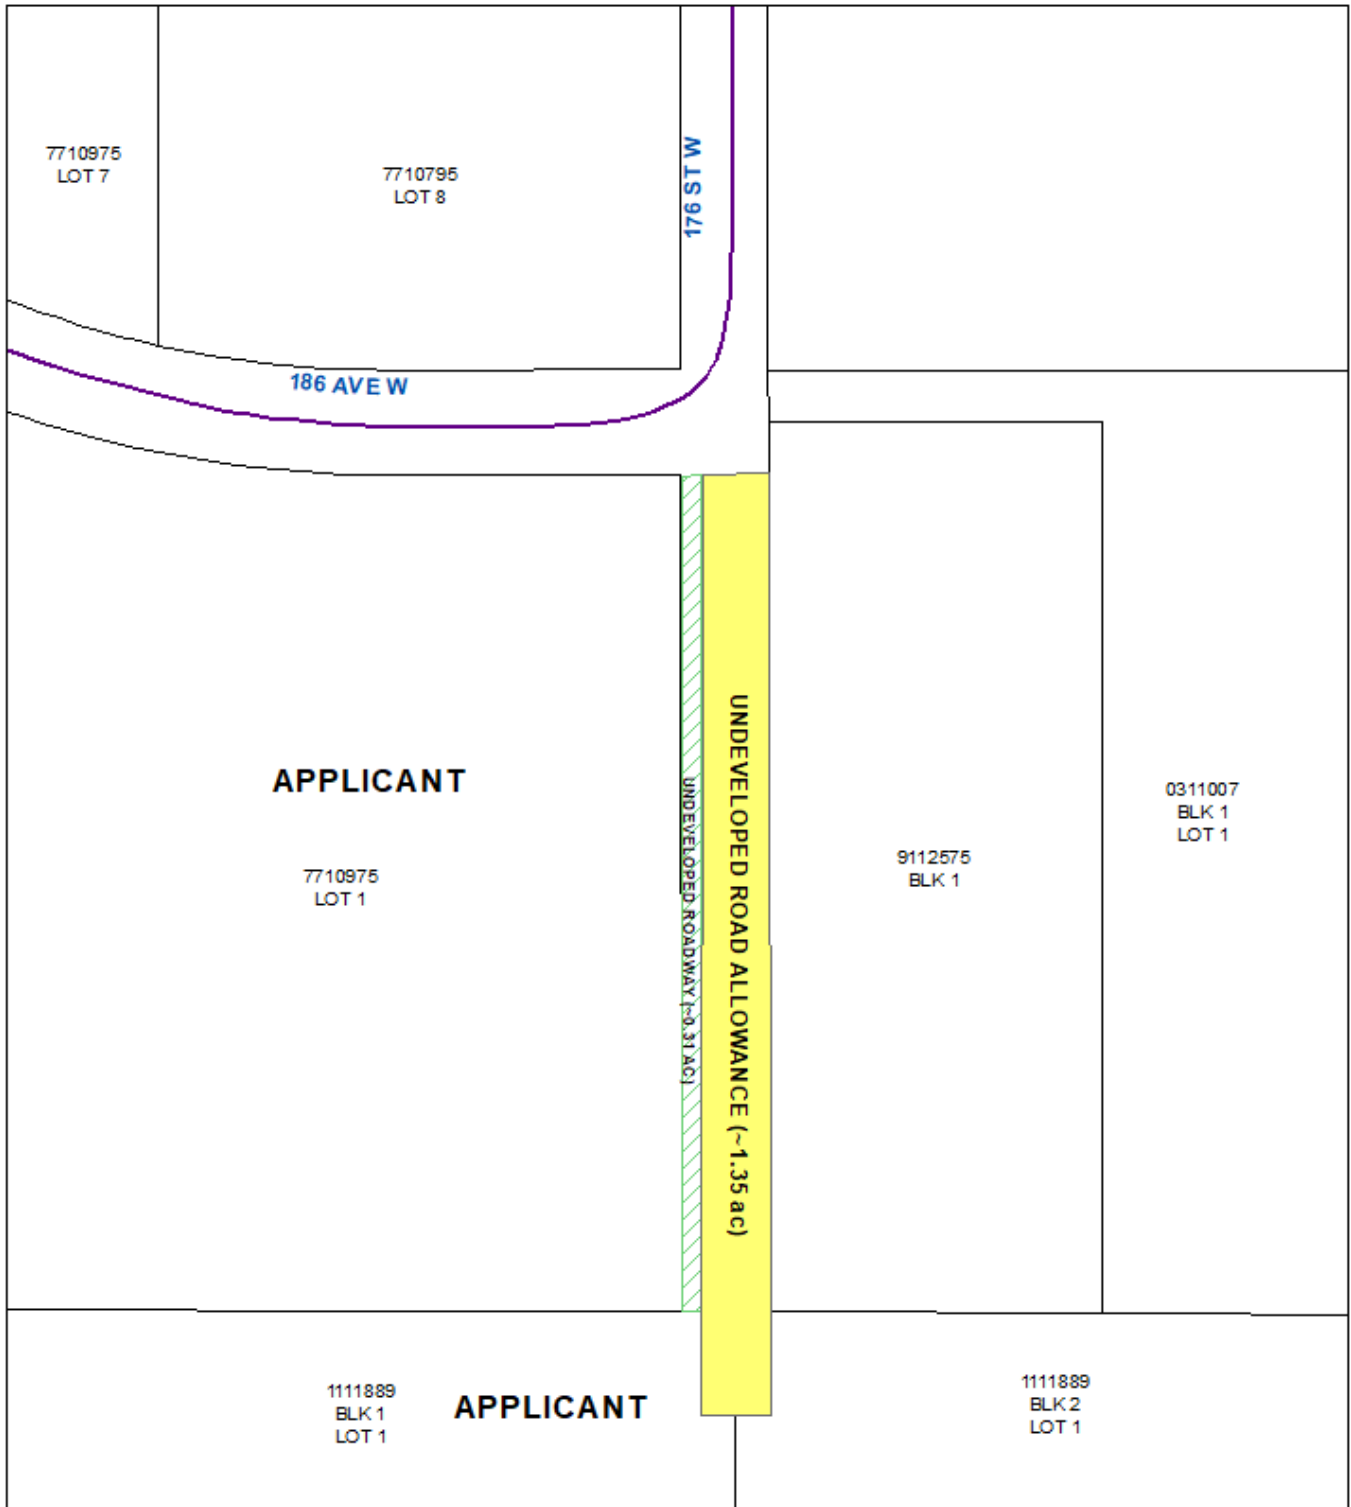 7710975
LOT 7
7710795
LOT 8
176 ST W
186 AVE W
APPLICANT
7710975
LOT 1
UNDEVELOPED ROADWAY (~0.31 AC)
UNDEVELOPED ROAD ALLOWANCE (~1.35 ac)
9112575
BLK 1
0311007
BLK 1
LOT 1
1111889
BLK 1
LOT 1
APPLICANT
1111889
BLK 2
LOT 1